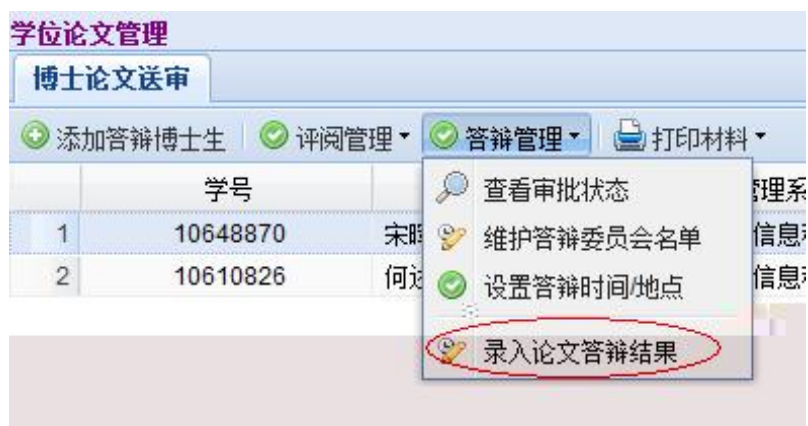 学位论文管理
博士论文送审
添加答辩博士生 评阅管理 答辩管理 打印材料
学号
查看审批状态
管理系
1 10648870 宋
维护答辩委员会名单
信息
2 10610826 何
设置答辩时间/地点
信息
录入论文答辩结果